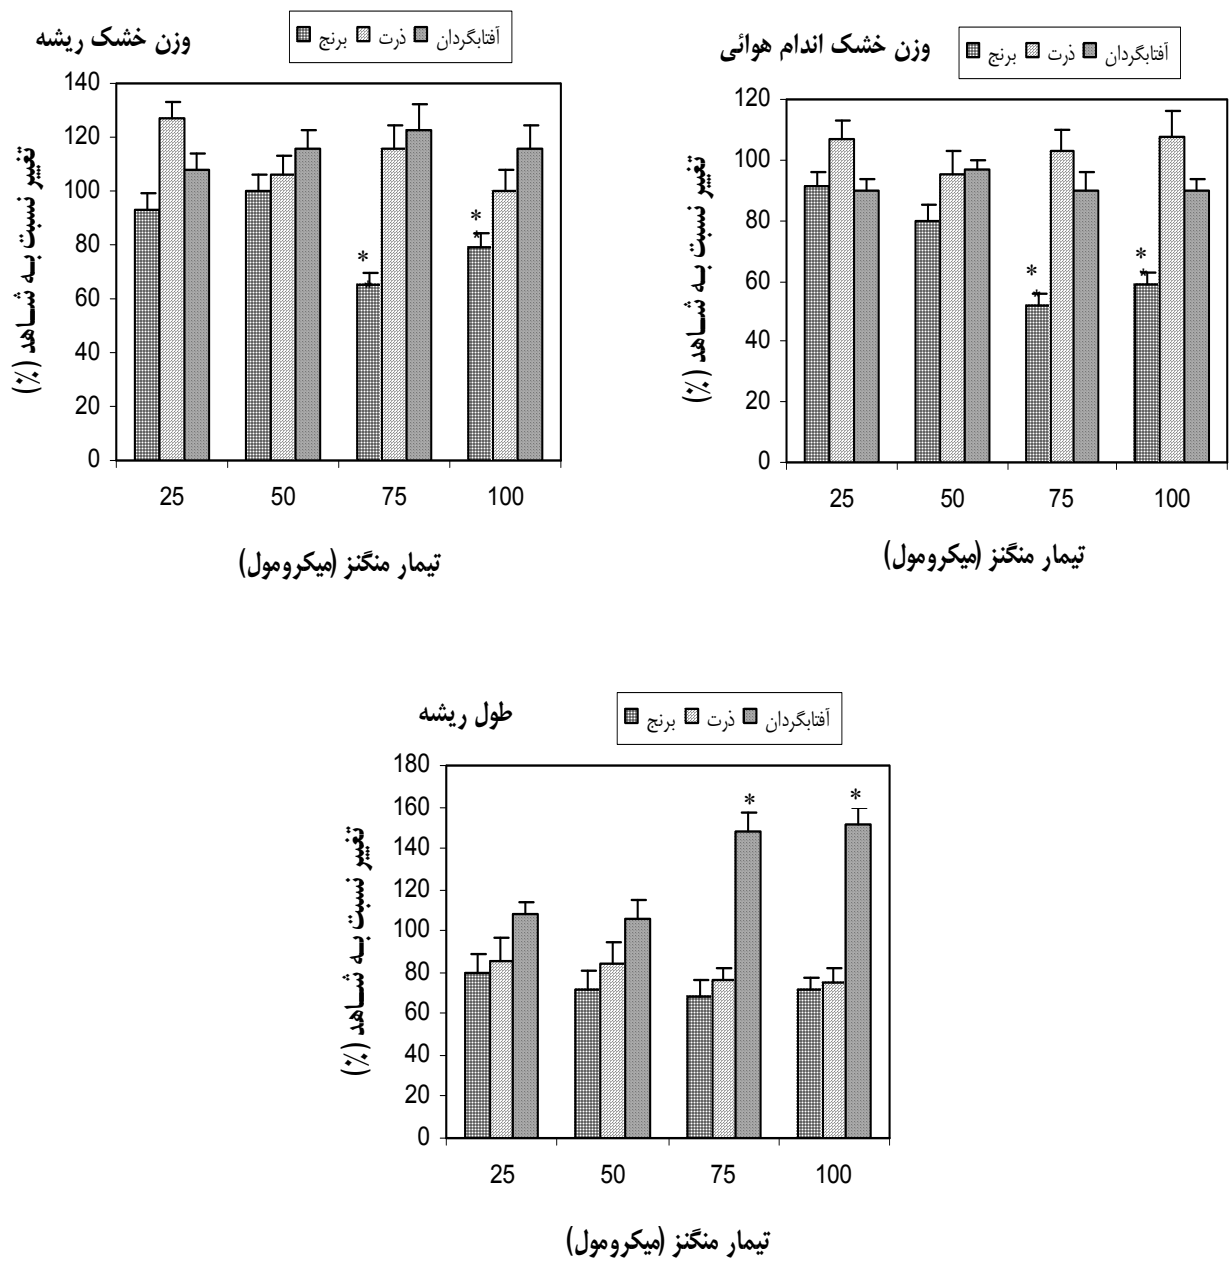 وزن خشک ریشه
برنج ذرت آفتابگردان
تغییر نسبت به شاهد (%)
140
120
100
80
60
40
20
0
* * * *
25 50 75 100
تیمار منگنز (میکرومول)
وزن خشک اندام هوائی
برنج ذرت آفتابگردان
تغییر نسبت به شاهد (%)
120
100
80
60
40
20
0
* * * *
25 50 75 100
تیمار منگنز (میکرومول)
طول ریشه
برنج ذرت آفتابگردان
تغییر نسبت به شاهد (%)
180
160
140
120
100
80
60
40
20
0
* *
25 50 75 100
تیمار منگنز (میکرومول)